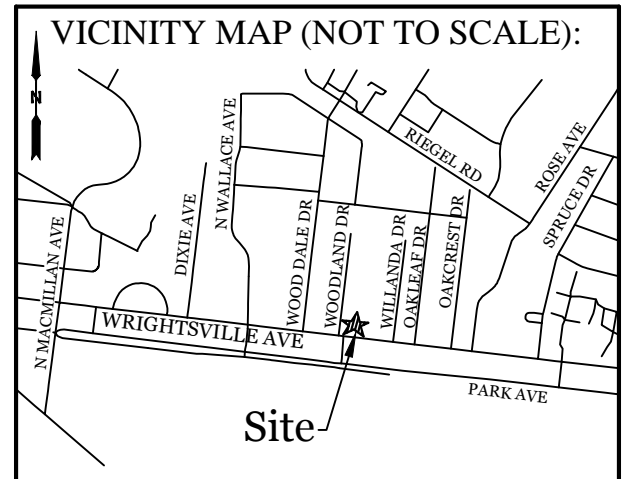 VICINITY MAP (NOT TO SCALE):
N
RIEGEL RD
ROSE AVE
SPRUCE DR
N WALLACE AVE
DIXIE AVE
N MACMILLAN AVE
WOOD DALE DR
WOODLAND DR
WILLANDA DR
OAKLEAF DR
OAKCREST DR
WRIGHTSVILLE AVE
PARK AVE
Site